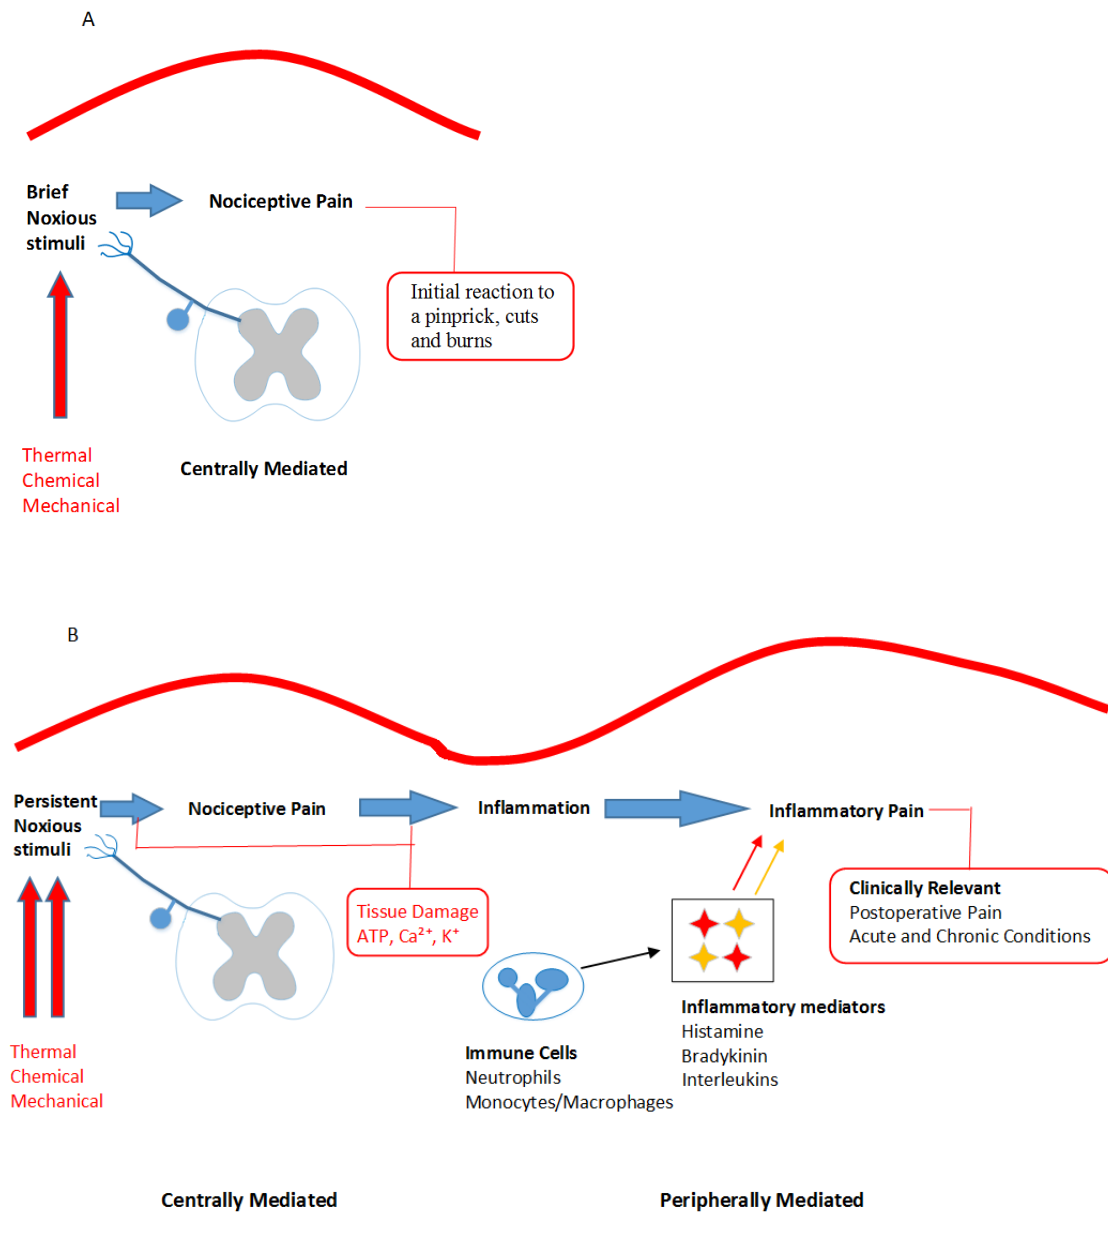 A
Brief
Noxious
stimuli
Nociceptive Pain
Initial reaction to
a pinprick, cuts
and burns
Thermal
Chemical
Mechanical
Centrally Mediated
B
Persistent
Noxious
stimuli
Nociceptive Pain
Inflammation
Inflammatory Pain
Tissue Damage
ATP, Ca²⁺, K⁺
Clinically Relevant
Postoperative Pain
Acute and Chronic Conditions
Thermal
Chemical
Mechanical
Immune Cells
Neutrophils
Monocytes/Macrophages
Inflammatory mediators
Histamine
Bradykinin
Interleukins
Centrally Mediated
Peripherally Mediated